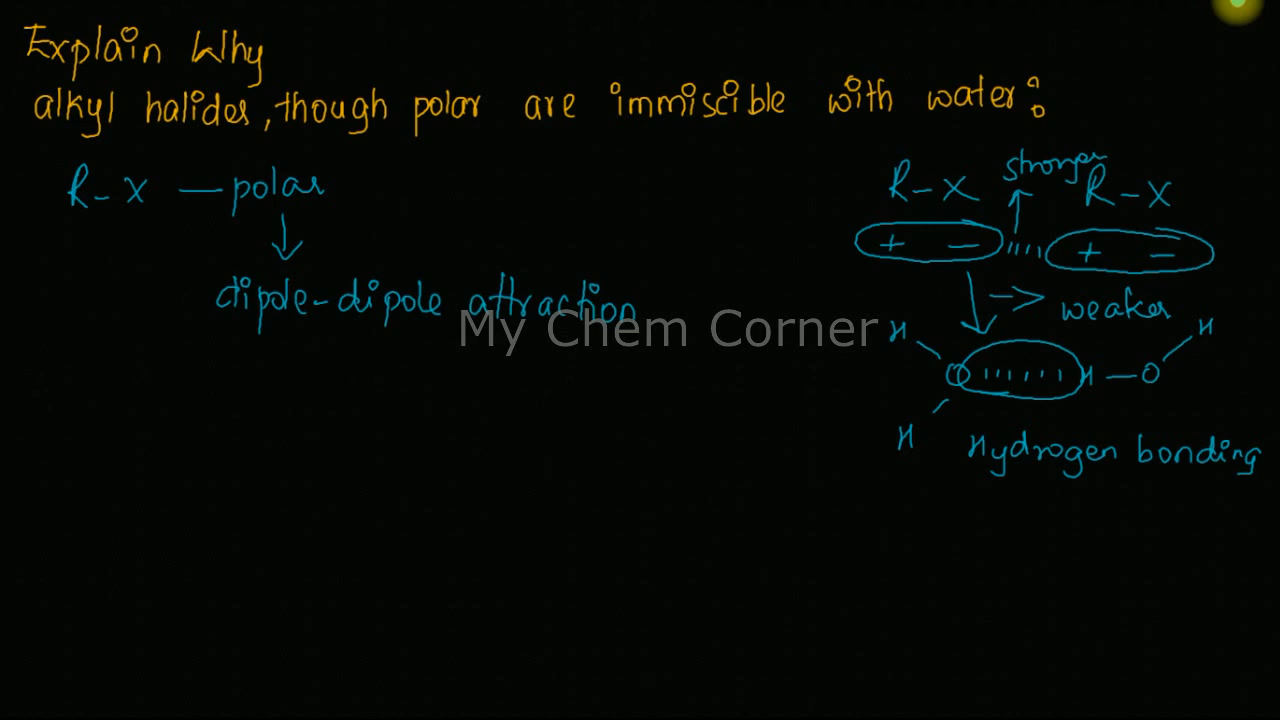 Explain Why
alkyl halides, though polar are immiscible with water:
R-X — polar
dipole-dipole attraction
stronger
R-X R-X
+ - + -
weaker
H H
O H-O
H
Hydrogen bonding
My Chem Corner